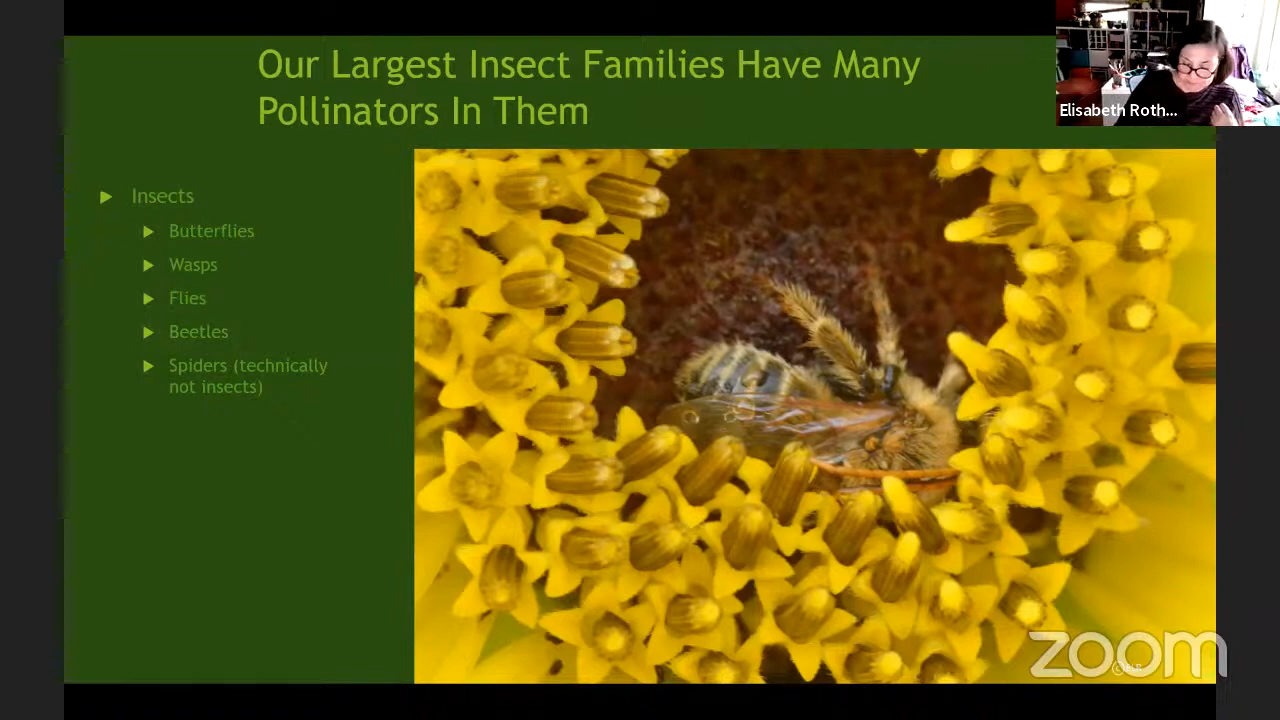 Our Largest Insect Families Have Many
Pollinators In Them
Elisabeth Roth...
Insects
Butterflies
Wasps
Flies
Beetles
Spiders (technically
not insects)
zoom